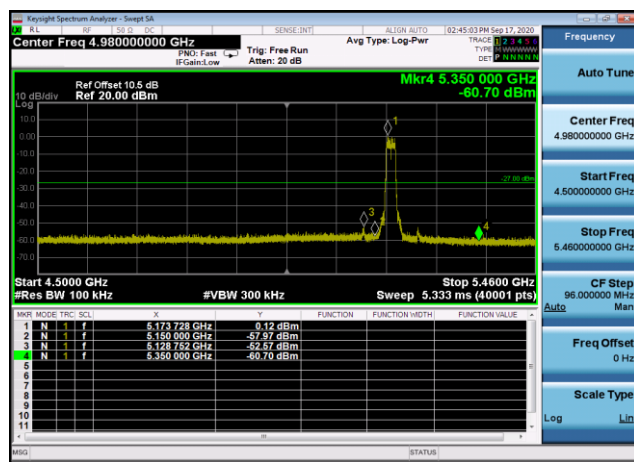 Keysight Spectrum Analyzer - Swept SA
RL RF 50 Ω DC SENSE:INT ALIGN AUTO 02:45:03 PM Sep 17, 2020
Center Freq 4.980000000 GHz
PNO: Fast
IFGain:Low
Trig: Free Run
Atten: 20 dB
Avg Type: Log-Pwr
TRACE 1 2 3 4 5 6
TYPE M WWWWW
DET P N N N N N
Ref Offset 10.5 dB
10 dB/div Ref 20.00 dBm
Log
Mkr4 5.350 000 GHz
-60.70 dBm
10.0
0.00
-10.0
-20.0
-30.0
-40.0
-50.0
-60.0
-70.0
1
-27.00 dBm
3
4
Start 4.5000 GHz Stop 5.4600 GHz
#Res BW 100 kHz #VBW 300 kHz Sweep 5.333 ms (40001 pts)
MKR MODE TRC SCL X Y FUNCTION FUNCTION WIDTH FUNCTION VALUE
1 N 1 f 5.173 728 GHz 0.12 dBm
2 N 1 f 5.150 000 GHz -57.97 dBm
3 N 1 f 5.128 752 GHz -52.57 dBm
4 N 1 f 5.350 000 GHz -60.70 dBm
5
6
7
8
9
10
11
MSG STATUS
Frequency
Auto Tune
Center Freq
4.980000000 GHz
Start Freq
4.500000000 GHz
Stop Freq
5.460000000 GHz
CF Step
96.000000 MHz
Auto Man
Freq Offset
0 Hz
Scale Type
Log Lin